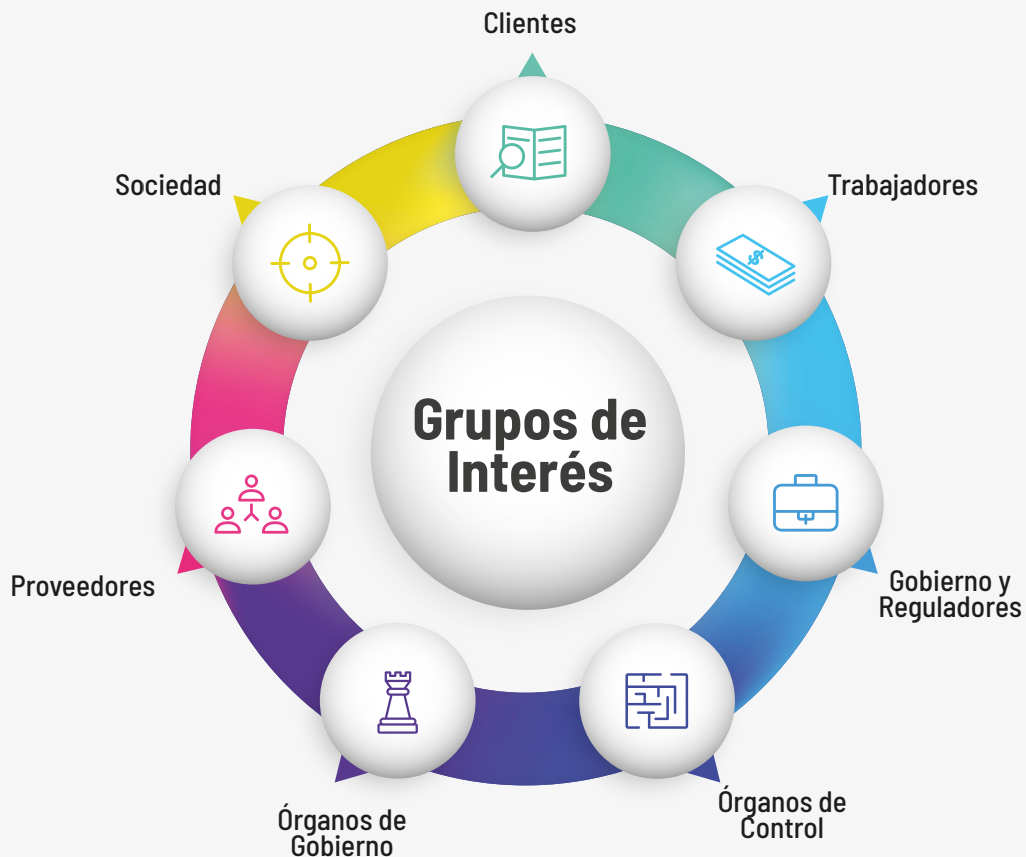 Clientes
Sociedad
Trabajadores
Grupos de
Interés
Proveedores
Gobierno y
Reguladores
Órganos de
Gobierno
Órganos de
Control